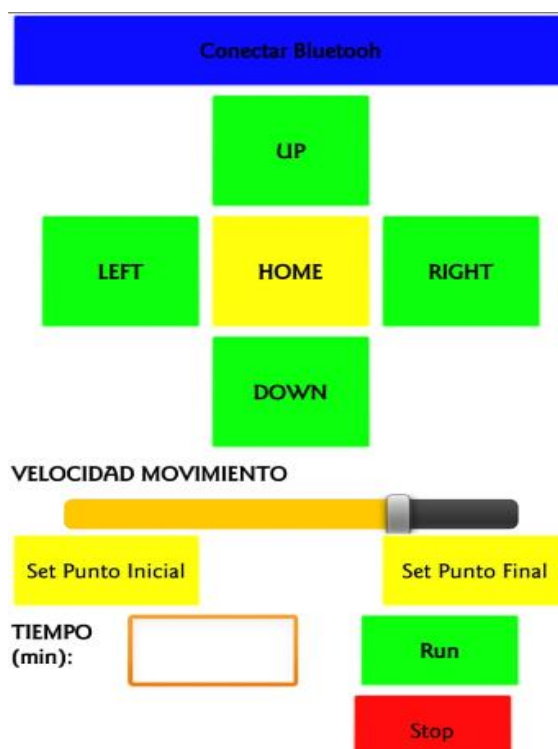 Conectar Bluetooh
UP
LEFT HOME RIGHT
DOWN
VELOCIDAD MOVIMIENTO
Set Punto Inicial Set Punto Final
TIEMPO
(min):
Run
Stop